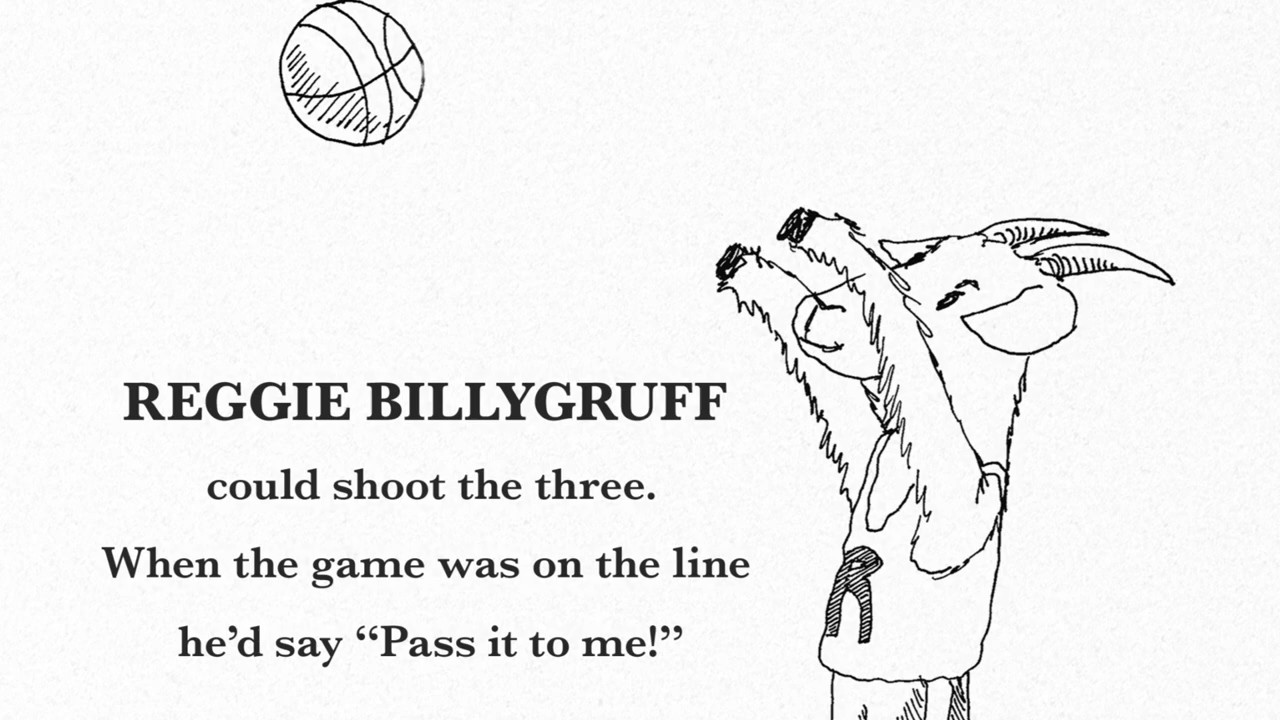 REGGIE BILLYGRUFF
could shoot the three.
When the game was on the line
he’d say “Pass it to me!”
R